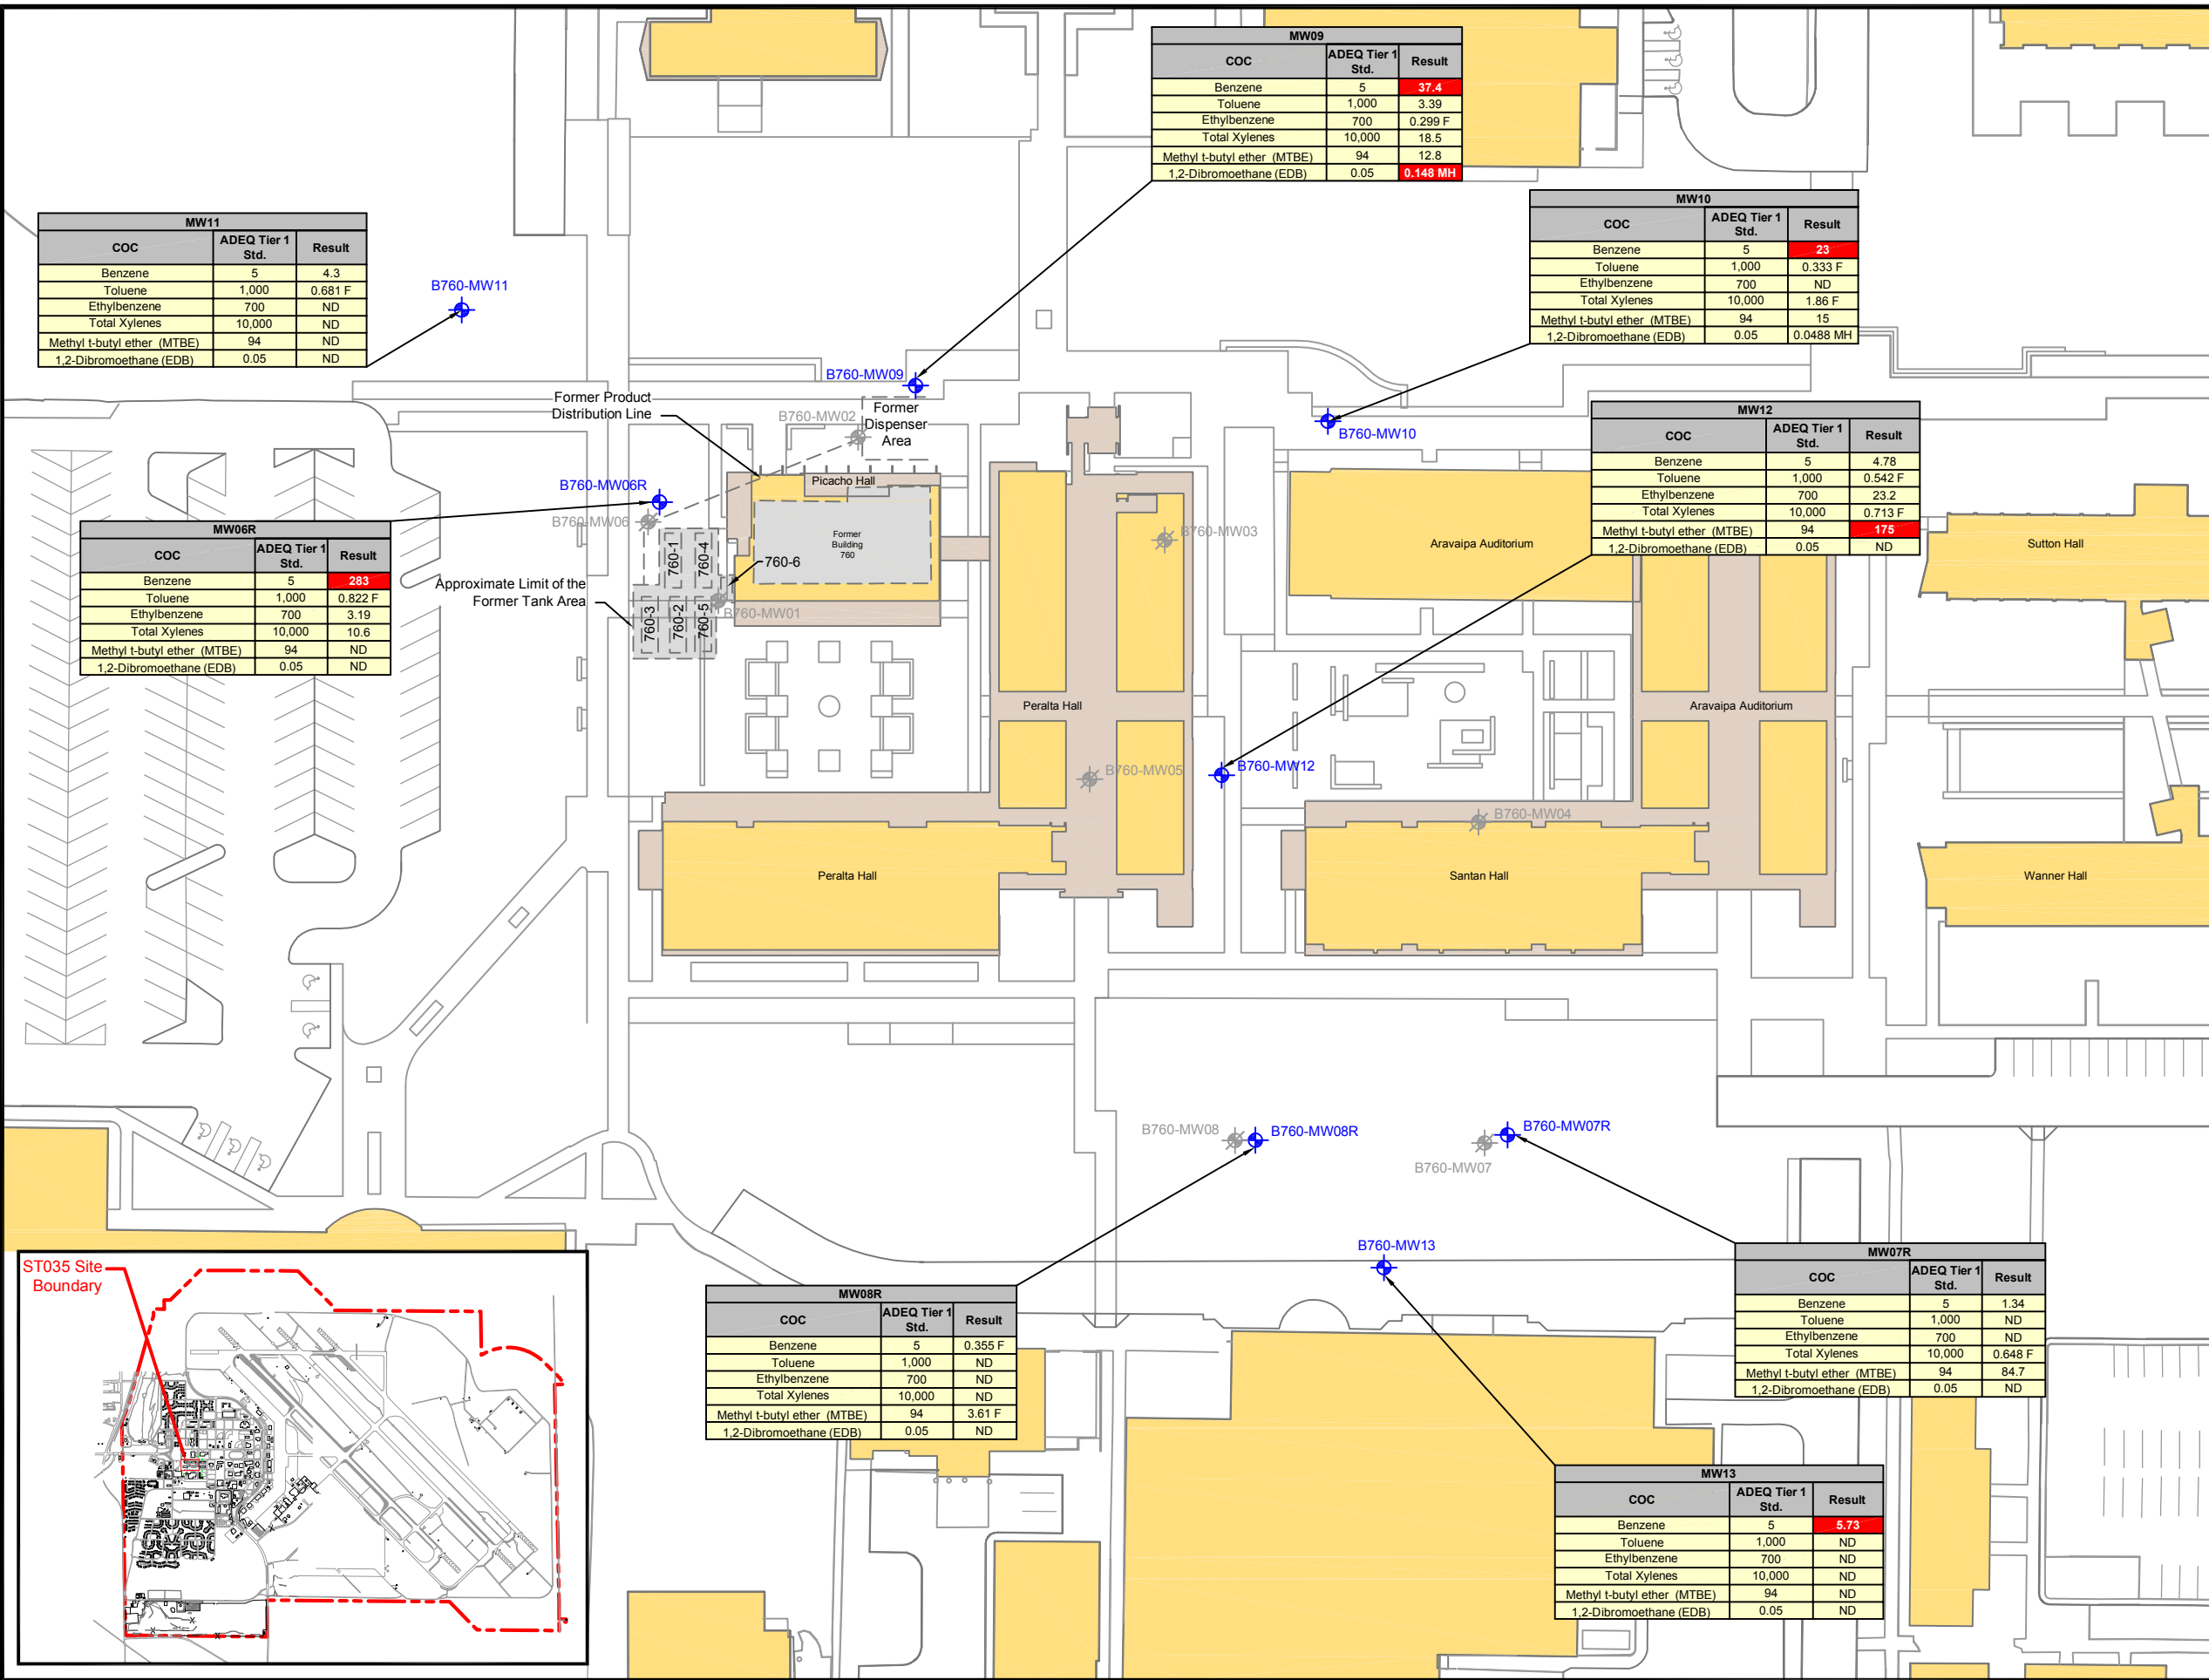 MW09
COC ADEQ Tier 1 Std. Result
Benzene 5 37.4
Toluene 1,000 3.39
Ethylbenzene 700 0.299 F
Total Xylenes 10,000 18.5
Methyl t-butyl ether (MTBE) 94 12.8
1,2-Dibromoethane (EDB) 0.05 0.148 MH
MW10
COC ADEQ Tier 1 Std. Result
Benzene 5 23
Toluene 1,000 0.333 F
Ethylbenzene 700 ND
Total Xylenes 10,000 1.86 F
Methyl t-butyl ether (MTBE) 94 15
1,2-Dibromoethane (EDB) 0.05 0.0488 MH
MW11
COC ADEQ Tier 1 Std. Result
Benzene 5 4.3
Toluene 1,000 0.681 F
Ethylbenzene 700 ND
Total Xylenes 10,000 ND
Methyl t-butyl ether (MTBE) 94 ND
1,2-Dibromoethane (EDB) 0.05 ND
B760-MW11
B760-MW09
Former Product
Distribution Line
B760-MW02
Former
Dispenser
Area
B760-MW10
MW12
COC ADEQ Tier 1 Std. Result
Benzene 5 4.78
Toluene 1,000 0.542 F
Ethylbenzene 700 23.2
Total Xylenes 10,000 0.713 F
Methyl t-butyl ether (MTBE) 94 175
1,2-Dibromoethane (EDB) 0.05 ND
Picacho Hall
B760-MW06R
B760-MW06
MW06R
COC ADEQ Tier 1 Std. Result
Benzene 5 283
Toluene 1,000 0.822 F
Ethylbenzene 700 3.19
Total Xylenes 10,000 10.6
Methyl t-butyl ether (MTBE) 94 ND
1,2-Dibromoethane (EDB) 0.05 ND
760-1
760-4
Former
Building
760
760-6
B760-MW03
Aravaipa Auditorium
Sutton Hall
Approximate Limit of the
Former Tank Area
760-3
760-2
760-5
B760-MW01
Peralta Hall
Aravaipa Auditorium
B760-MW05
B760-MW12
B760-MW04
Peralta Hall
Santan Hall
Wanner Hall
B760-MW08
B760-MW08R
B760-MW07R
B760-MW07
B760-MW13
ST035 Site
Boundary
MW08R
COC ADEQ Tier 1 Std. Result
Benzene 5 0.355 F
Toluene 1,000 ND
Ethylbenzene 700 ND
Total Xylenes 10,000 ND
Methyl t-butyl ether (MTBE) 94 3.61 F
1,2-Dibromoethane (EDB) 0.05 ND
MW07R
COC ADEQ Tier 1 Std. Result
Benzene 5 1.34
Toluene 1,000 ND
Ethylbenzene 700 ND
Total Xylenes 10,000 0.648 F
Methyl t-butyl ether (MTBE) 94 84.7
1,2-Dibromoethane (EDB) 0.05 ND
MW13
COC ADEQ Tier 1 Std. Result
Benzene 5 5.73
Toluene 1,000 ND
Ethylbenzene 700 ND
Total Xylenes 10,000 ND
Methyl t-butyl ether (MTBE) 94 ND
1,2-Dibromoethane (EDB) 0.05 ND